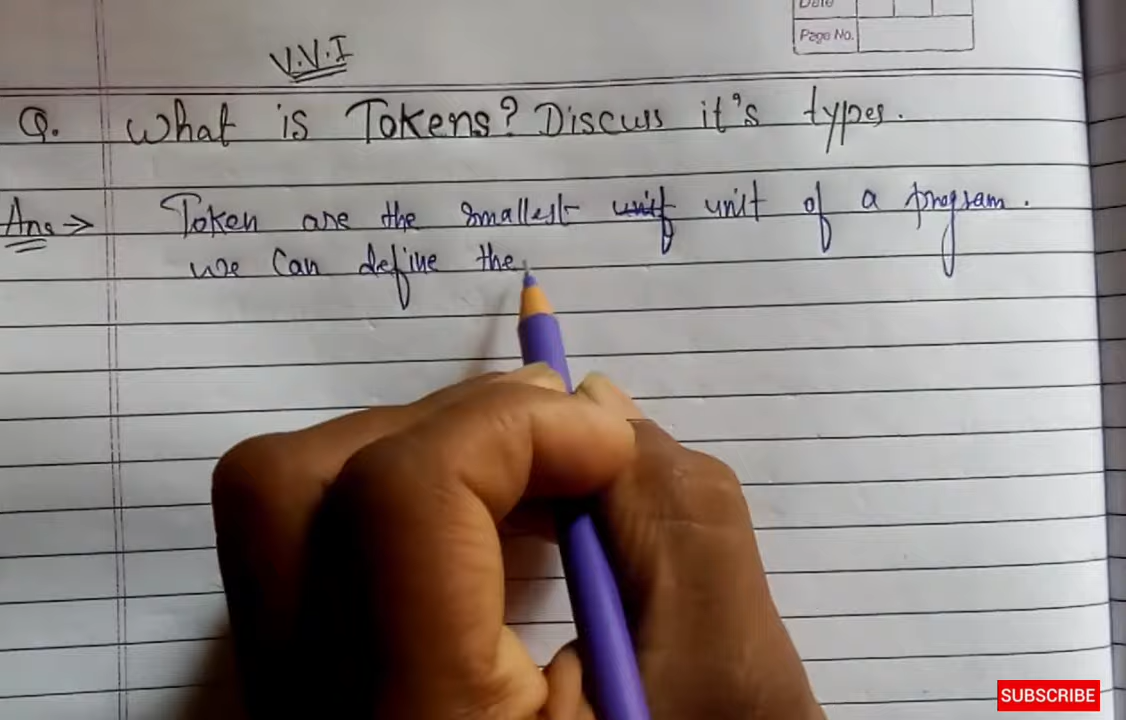 Date
Page No.
V.V.I
Q. What is Tokens? Discuss it's types.
Ans → Token are the smallest unit unit of a program.
we can define the
SUBSCRIBE